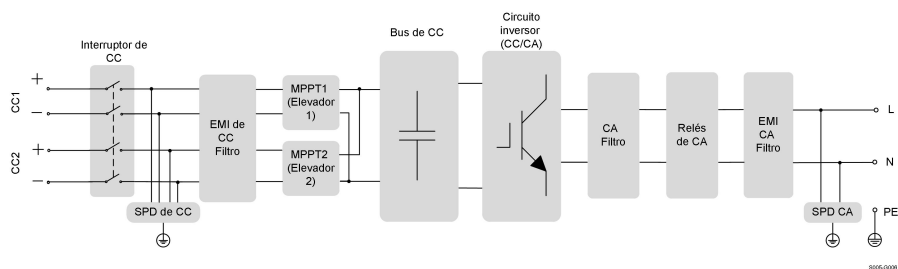 Interruptor de
CC
CC1
+
−
CC2
+
−
SPD de CC
EMI de
CC
Filtro
MPPT1
(Elevador
1)
MPPT2
(Elevador
2)
Bus de CC
Circuito
inversor
(CC/CA)
CA
Filtro
Relés
de CA
EMI
CA
Filtro
SPD CA
L
N
PE
S005-G006